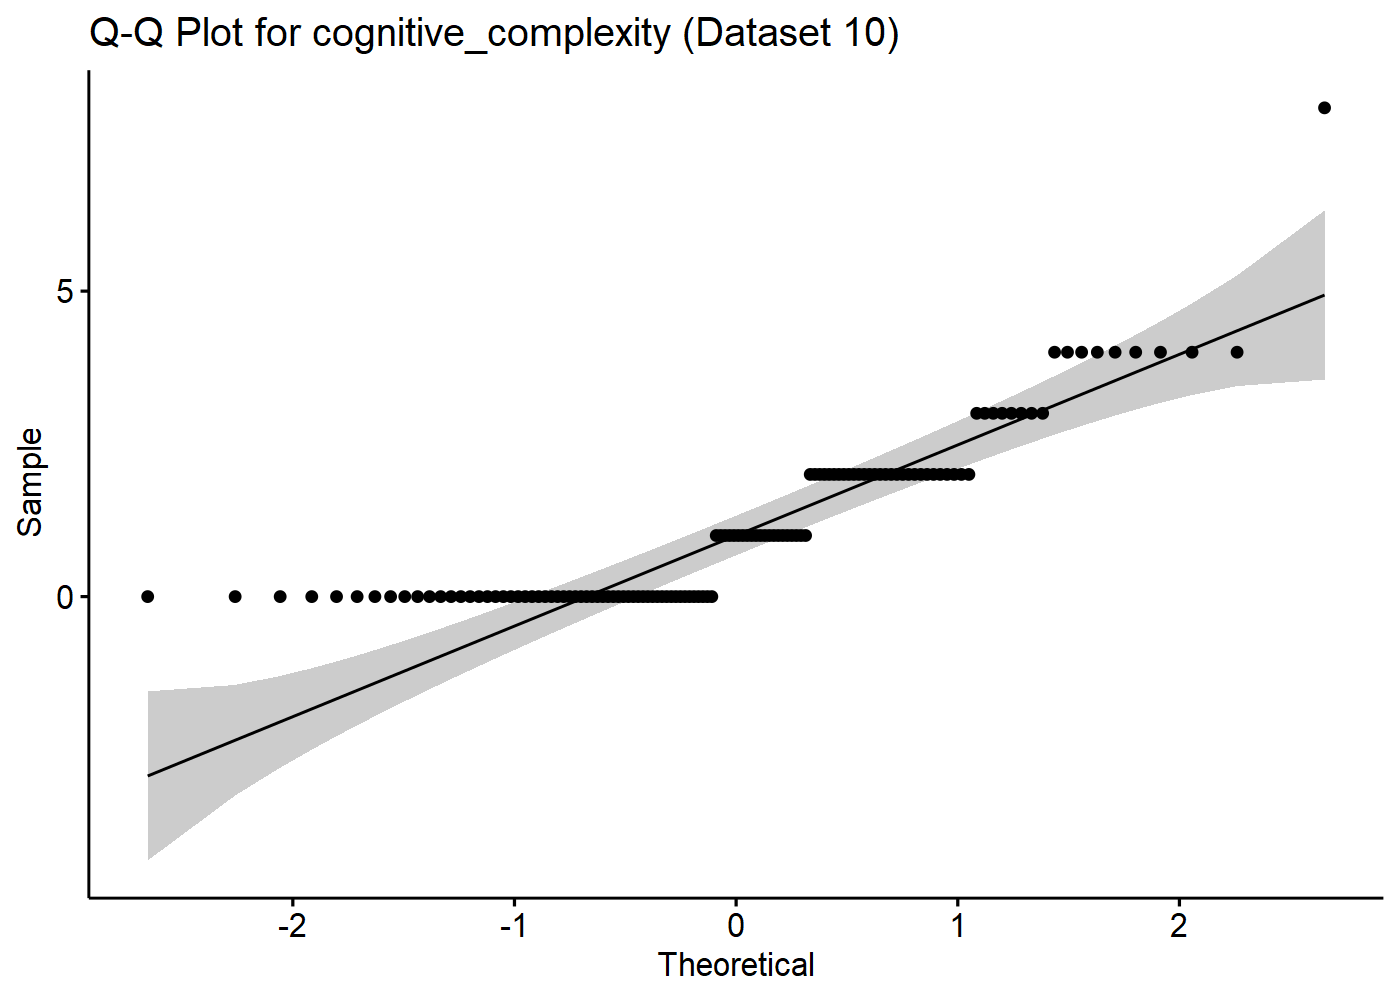 Q-Q Plot for cognitive_complexity (Dataset 10)
5
0
Sample
-2 -1 0 1 2
Theoretical